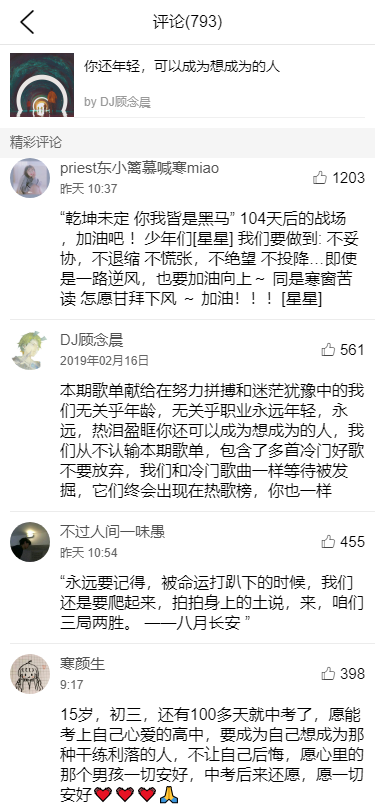 评论(793)
你还年轻，可以成为想成为的人
by DJ顾念晨
精彩评论
priest东小篱慕喊寒miao
1203
昨天 10:37
“乾坤未定 你我皆是黑马” 104天后的战场
，加油吧 ！少年们[星星] 我们要做到: 不妥
协，不退缩 不慌张，不绝望 不投降…即使
是一路逆风，也要加油向上～ 同是寒窗苦
读 怎愿甘拜下风 ～ 加油！！！[星星]
DJ顾念晨
561
2019年02月16日
本期歌单献给在努力拼搏和迷茫犹豫中的我
们无关乎年龄，无关乎职业永远年轻，永
远，热泪盈眶你还可以成为想成为的人，我
们从不认输本期歌单，包含了多首冷门好歌
不要放弃，我们和冷门歌曲一样等待被发
掘，它们终会出现在热歌榜，你也一样
不过人间一味愚
455
昨天 10:54
“永远要记得，被命运打趴下的时候，我们
还是要爬起来，拍拍身上的土说，来，咱们
三局两胜。 ——八月长安 ”
寒颜生
398
9:17
15岁，初三，还有100多天就中考了，愿能
考上自己心爱的高中，要成为自己想成为那
种干练利落的人，不让自己后悔，愿心里的
那个男孩一切安好，中考后来还愿，愿一切
安好❤❤❤🙏